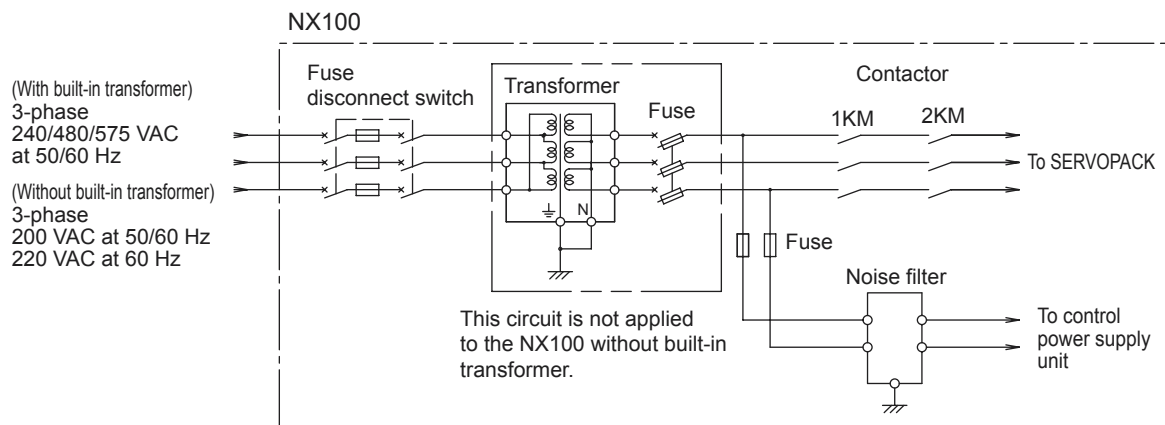 NX100
(With built-in transformer)
3-phase
240/480/575 VAC
at 50/60 Hz
(Without built-in transformer)
3-phase
200 VAC at 50/60 Hz
220 VAC at 60 Hz
Fuse
disconnect switch
Transformer
N
Fuse
This circuit is not applied
to the NX100 without built-in
transformer.
Contactor
1KM
2KM
To SERVOPACK
Fuse
Noise filter
To control
power supply
unit